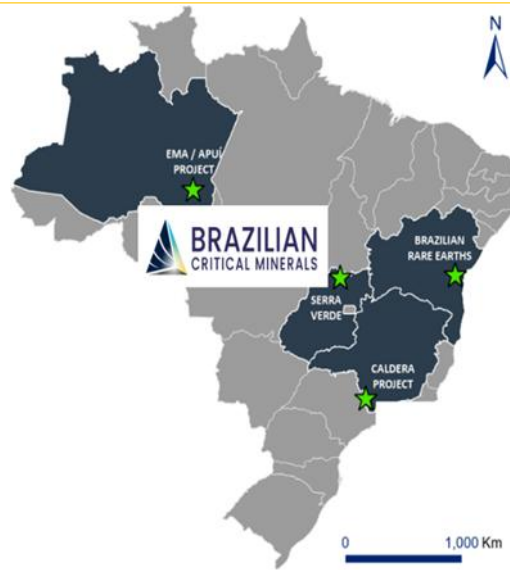 N
EMA / APUÍ
PROJECT
BRAZILIAN
CRITICAL MINERALS
BRAZILIAN
RARE EARTHS
SERRA
VERDE
CALDERA
PROJECT
0 1,000 Km